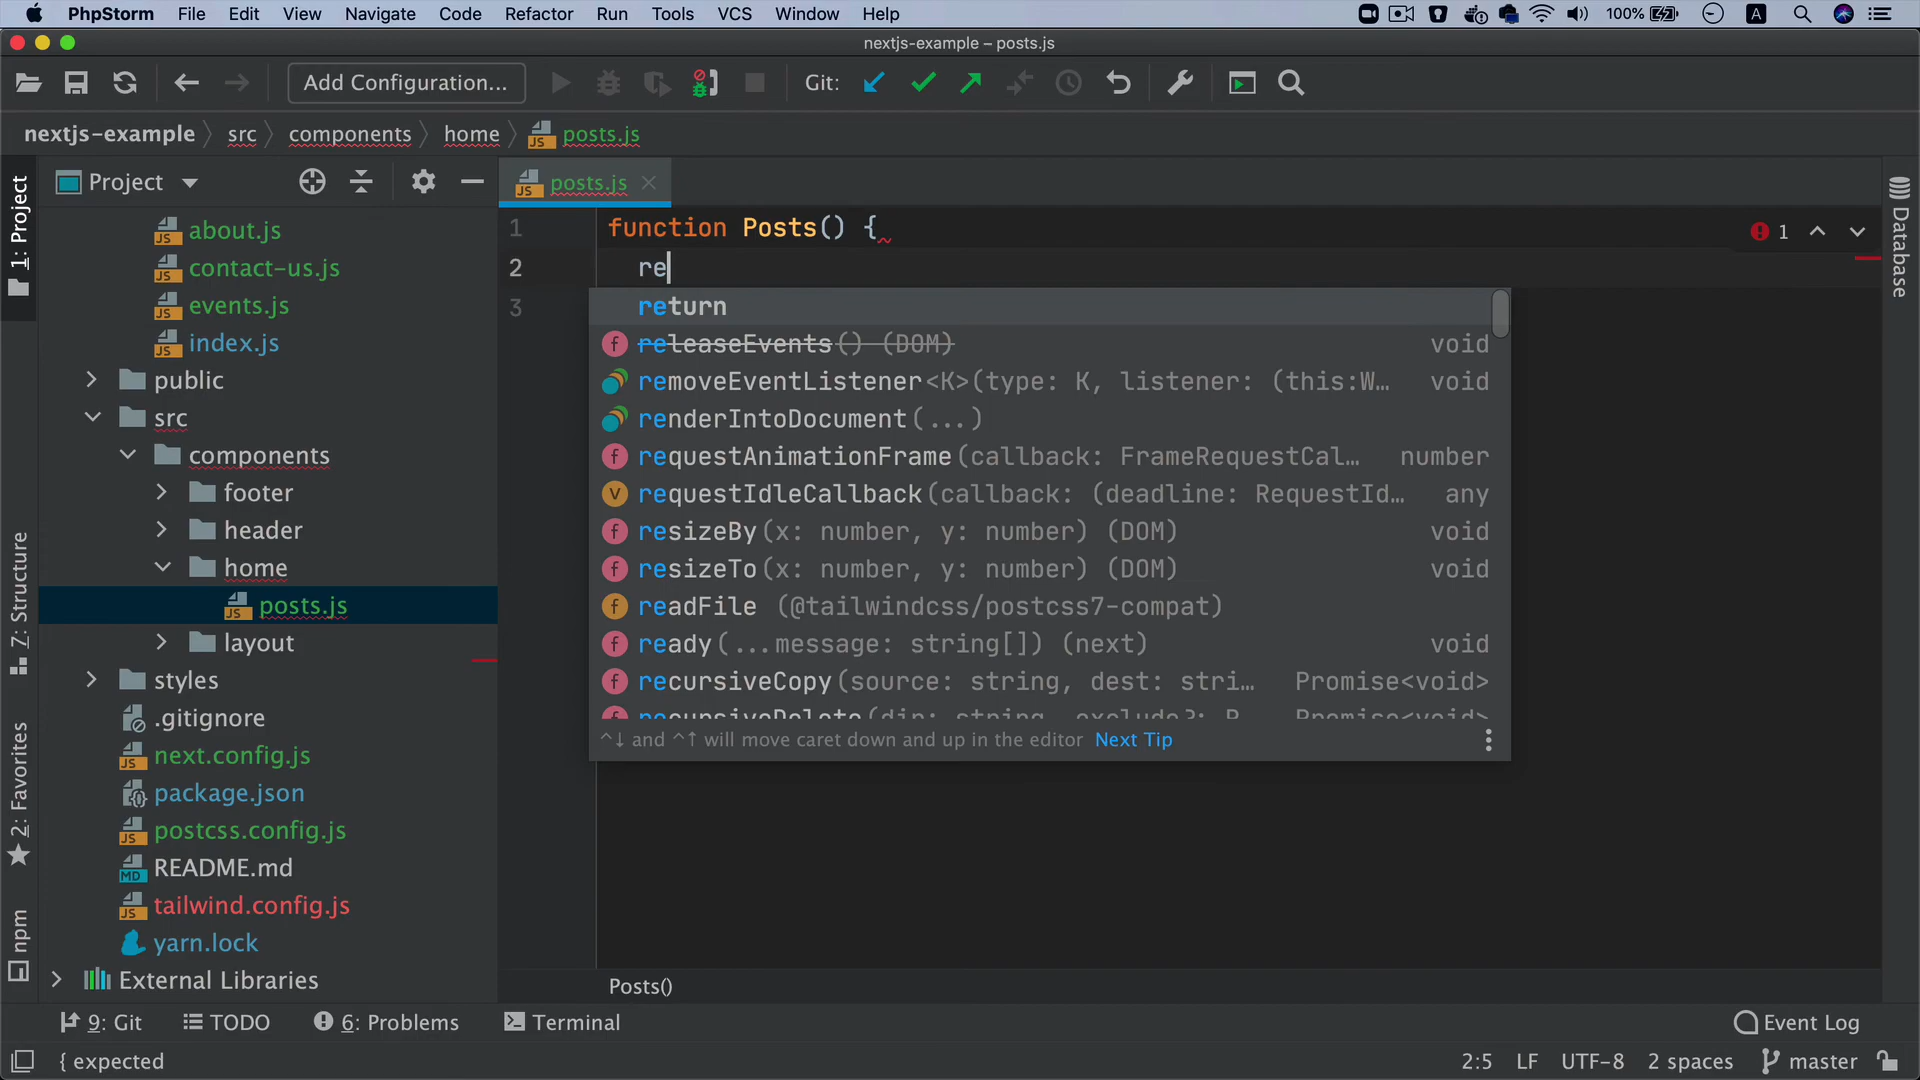 PhpStorm File Edit View Navigate Code Refactor Run Tools VCS Window Help 100% A
nextjs-example – posts.js
Add Configuration... Git:
nextjs-example src components home posts.js
1: Project
Project
posts.js
about.js
contact-us.js
events.js
index.js
public
src
components
footer
header
home
posts.js
layout
styles
.gitignore
next.config.js
package.json
postcss.config.js
README.md
tailwind.config.js
yarn.lock
External Libraries
Z: Structure
2: Favorites
npm
1 function Posts() {
2 re
3
1
Database
return
releaseEvents() (DOM) void
removeEventListener<K>(type: K, listener: (this:W… void
renderIntoDocument(...)
requestAnimationFrame(callback: FrameRequestCal… number
requestIdleCallback(callback: (deadline: RequestId… any
resizeBy(x: number, y: number) (DOM) void
resizeTo(x: number, y: number) (DOM) void
readFile (@tailwindcss/postcss7-compat)
ready(...message: string[]) (next) void
recursiveCopy(source: string, dest: stri… Promise<void>
recursiveDelete(dir: string, exclude?: R… Promise<void>
^↓ and ^↑ will move caret down and up in the editor Next Tip
Posts()
9: Git TODO 6: Problems Terminal Event Log
{ expected 2:5 LF UTF-8 2 spaces master